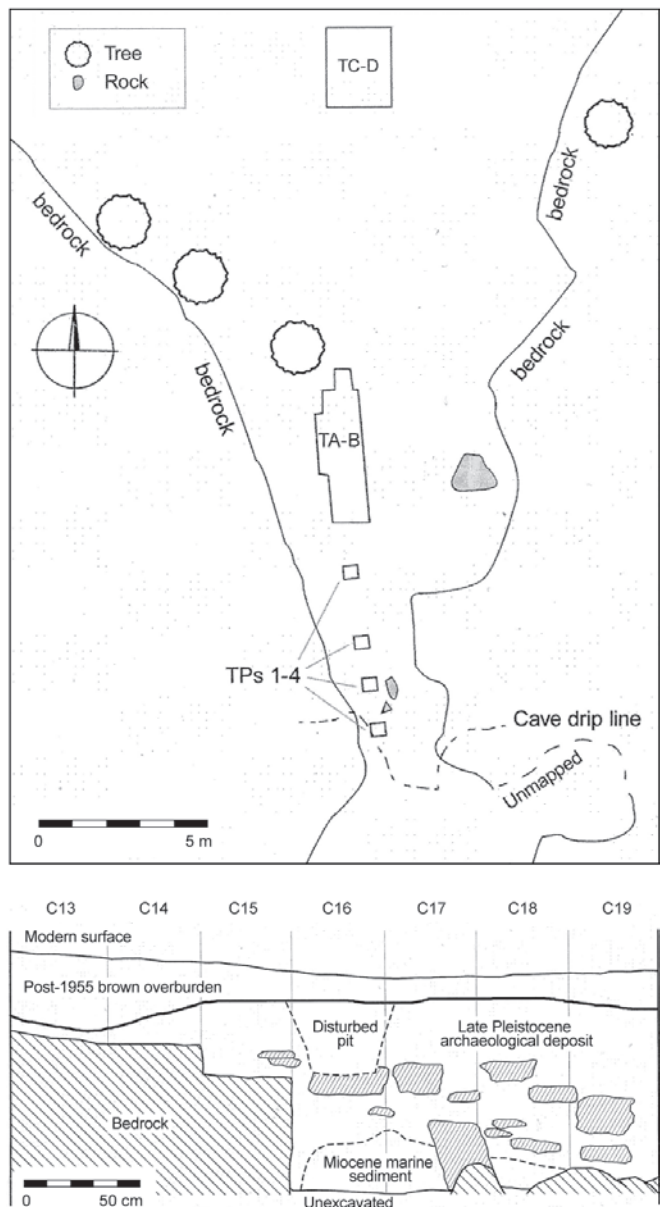 Tree
Rock
TC-D
bedrock
bedrock
bedrock
bedrock
TA-B
TPs 1-4
Cave drip line
Unmapped
0 5 m
C13 C14 C15 C16 C17 C18 C19
Modern surface
Post-1955 brown overburden
Disturbed
pit
Late Pleistocene
archaeological deposit
Bedrock
Miocene marine
sediment
0 50 cm
Unexcavated